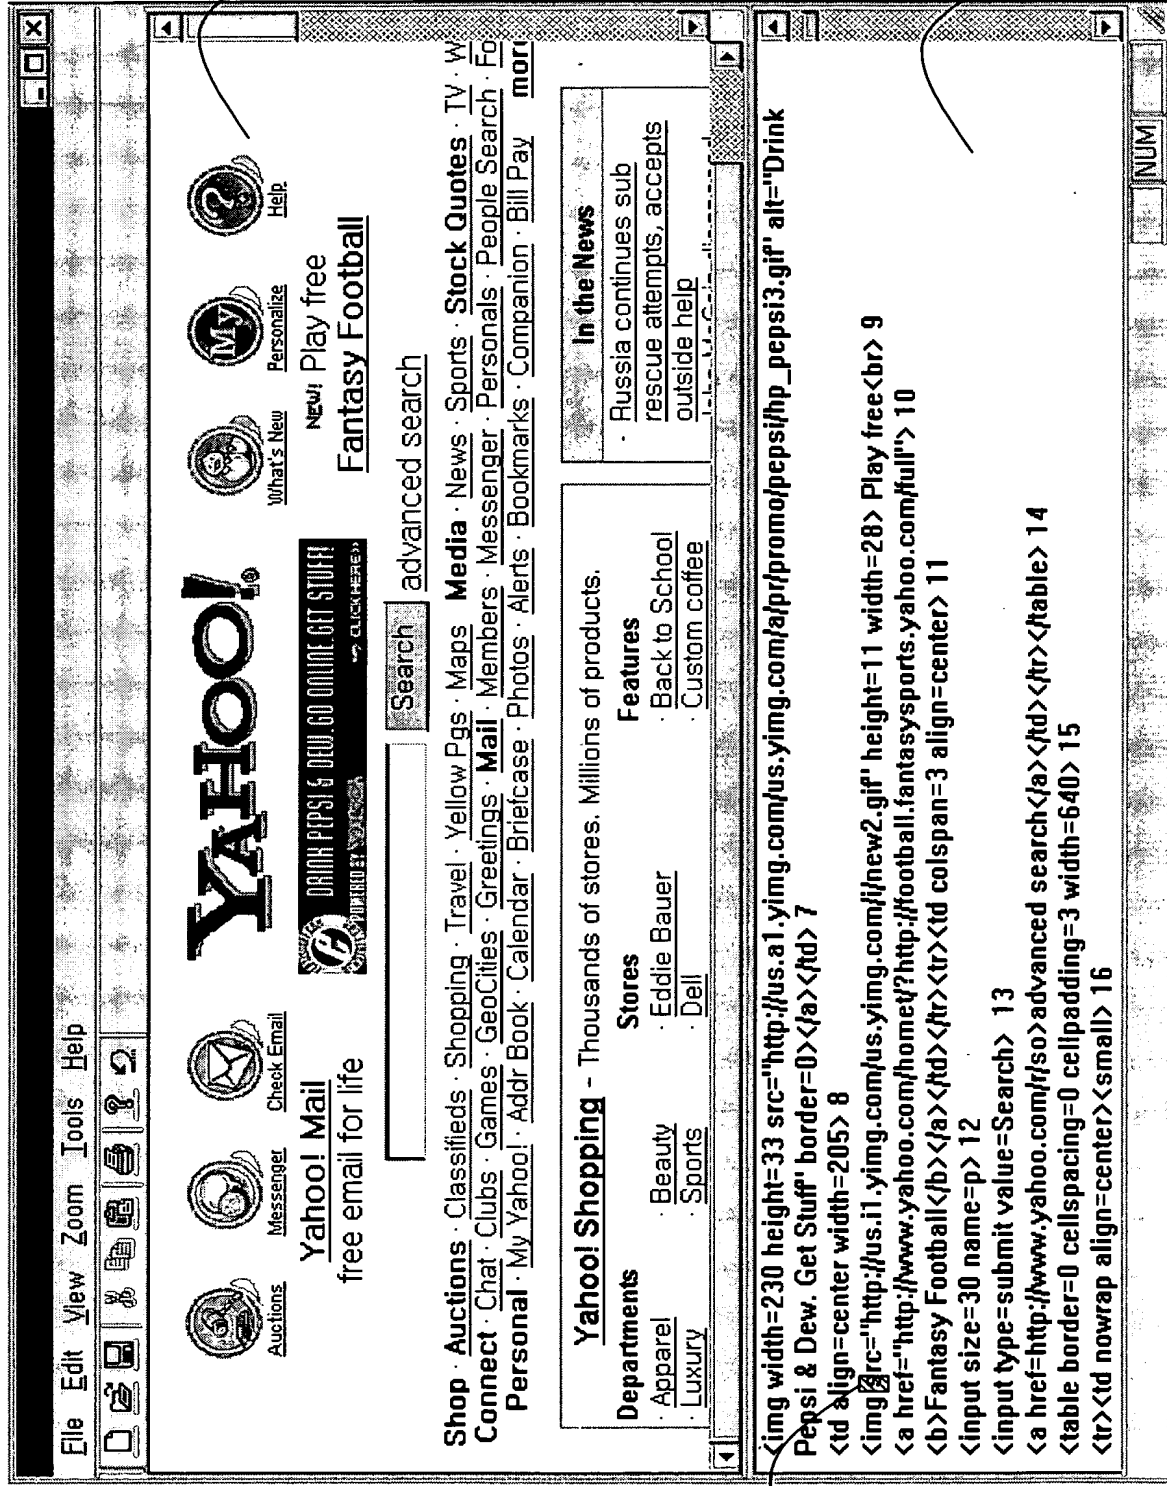 File Edit View Zoom Tools Help
Auctions Messenger Check Email YAHOO! What's New Personalize Help
Yahoo! Mail
free email for life
DRINK PEPSI & DEW. GO ONLINE. GET STUFF!
POWERED BY YAHOO! CLICK HERE>>
NEW! Play free
Fantasy Football
Search advanced search
Shop · Auctions · Classifieds · Shopping · Travel · Yellow Pgs · Maps Media · News · Sports · Stock Quotes · TV · W
Connect · Chat · Clubs · Games · GeoCities · Greetings · Mail · Members · Messenger · Personals · People Search · Fo
Personal · My Yahoo! · Addr Book · Calendar · Briefcase · Photos · Alerts · Bookmarks · Companion · Bill Pay more
Yahoo! Shopping – Thousands of stores. Millions of products.
Departments Stores Features
· Apparel · Beauty · Eddie Bauer · Back to School
· Luxury · Sports · Dell · Custom coffee
In the News
· Russia continues sub
rescue attempts, accepts
outside help
<img width=230 height=33 src="http://us.a1.yimg.com/us.yimg.com/a/pr/promo/pepsi/hp_pepsi3.gif" alt="Drink
Pepsi & Dew. Get Stuff" border=0></a></td> 7
<td align=center width=205> 8
<img src="http://us.i1.yimg.com/us.yimg.com/i/new2.gif" height=11 width=28> Play free<br> 9
<a href="http://www.yahoo.com/homet/?http://football.fantasysports.yahoo.com/full"> 10
<b>Fantasy Football</b></a></td></tr><tr><td colspan=3 align=center> 11
<input size=30 name=p> 12
<input type=submit value=Search> 13
<a href=http://www.yahoo.com/r/so>advanced search</a></td></tr></table> 14
<table border=0 cellspacing=0 cellpadding=3 width=640> 15
<tr><td nowrap align=center><small> 16
NUM